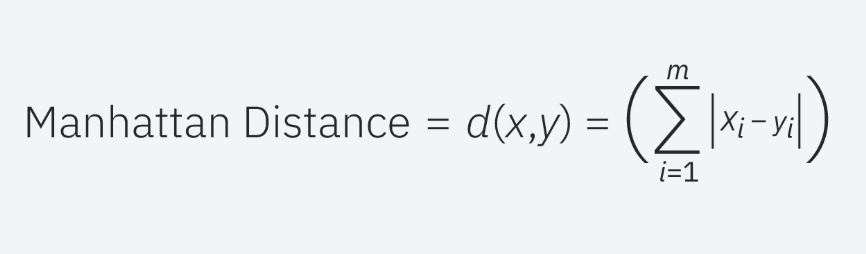 Manhattan Distance = d(x,y) = (∑_{i=1}^{m} |x_i - y_i|)